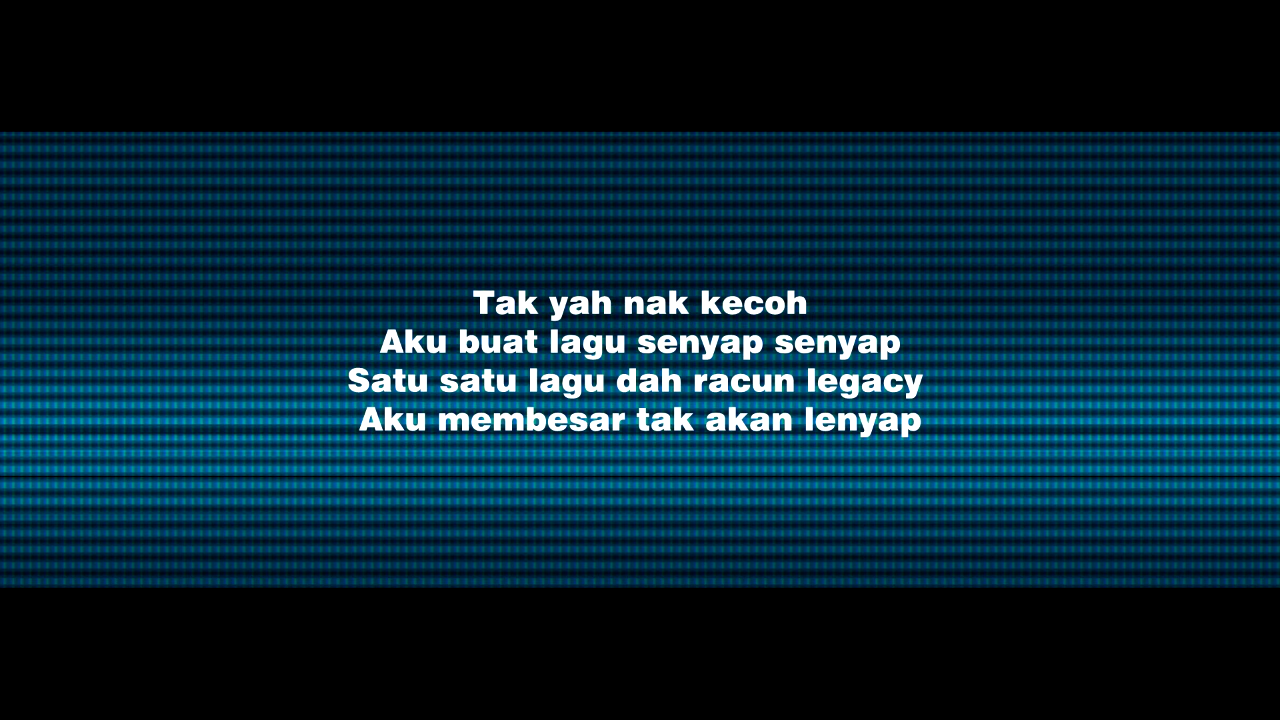 Tak yah nak kecoh
Aku buat lagu senyap senyap
Satu satu lagu dah racun legacy
Aku membesar tak akan lenyap